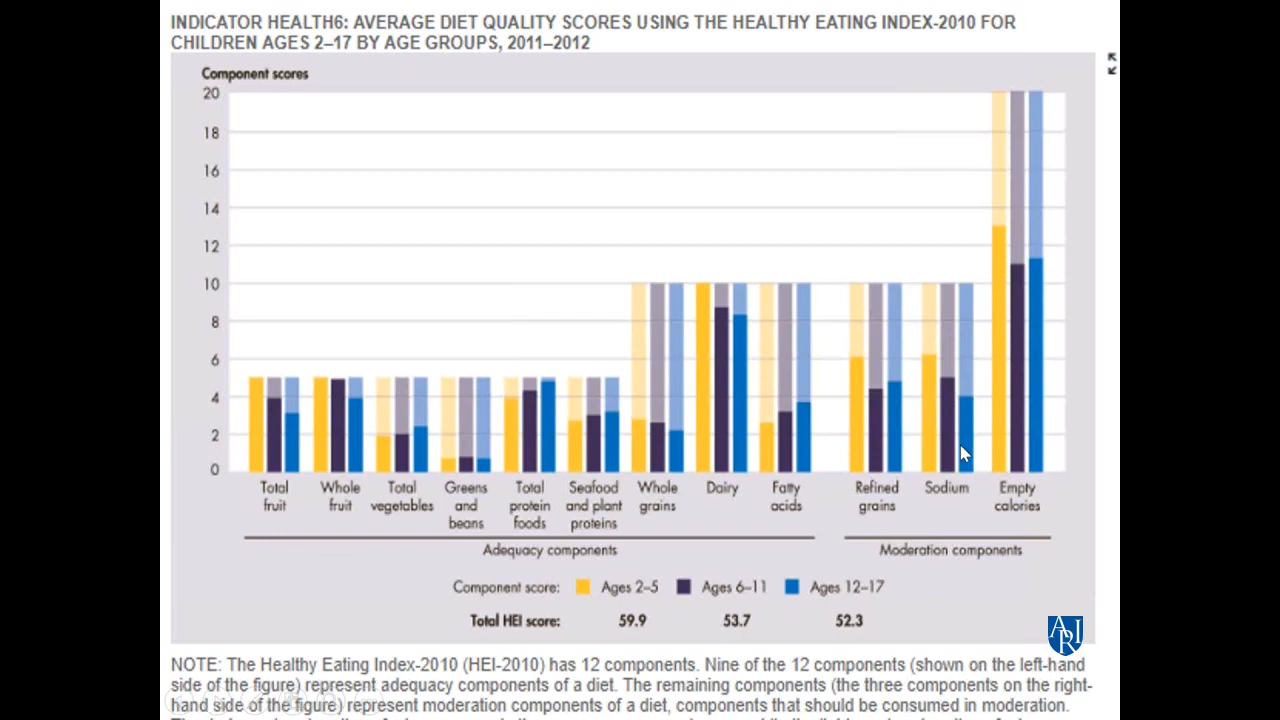 INDICATOR HEALTH6: AVERAGE DIET QUALITY SCORES USING THE HEALTHY EATING INDEX-2010 FOR
CHILDREN AGES 2–17 BY AGE GROUPS, 2011–2012
Component scores
20
18
16
14
12
10
8
6
4
2
0
Total fruit
Whole fruit
Total vegetables
Greens and beans
Total protein foods
Seafood and plant proteins
Whole grains
Dairy
Fatty acids
Refined grains
Sodium
Empty calories
Adequacy components
Moderation components
Component score: Ages 2–5 Ages 6–11 Ages 12–17
Total HEI score: 59.9 53.7 52.3
ATRI
NOTE: The Healthy Eating Index-2010 (HEI-2010) has 12 components. Nine of the 12 components (shown on the left-hand
side of the figure) represent adequacy components of a diet. The remaining components (the three components on the right-
hand side of the figure) represent moderation components of a diet, components that should be consumed in moderation.